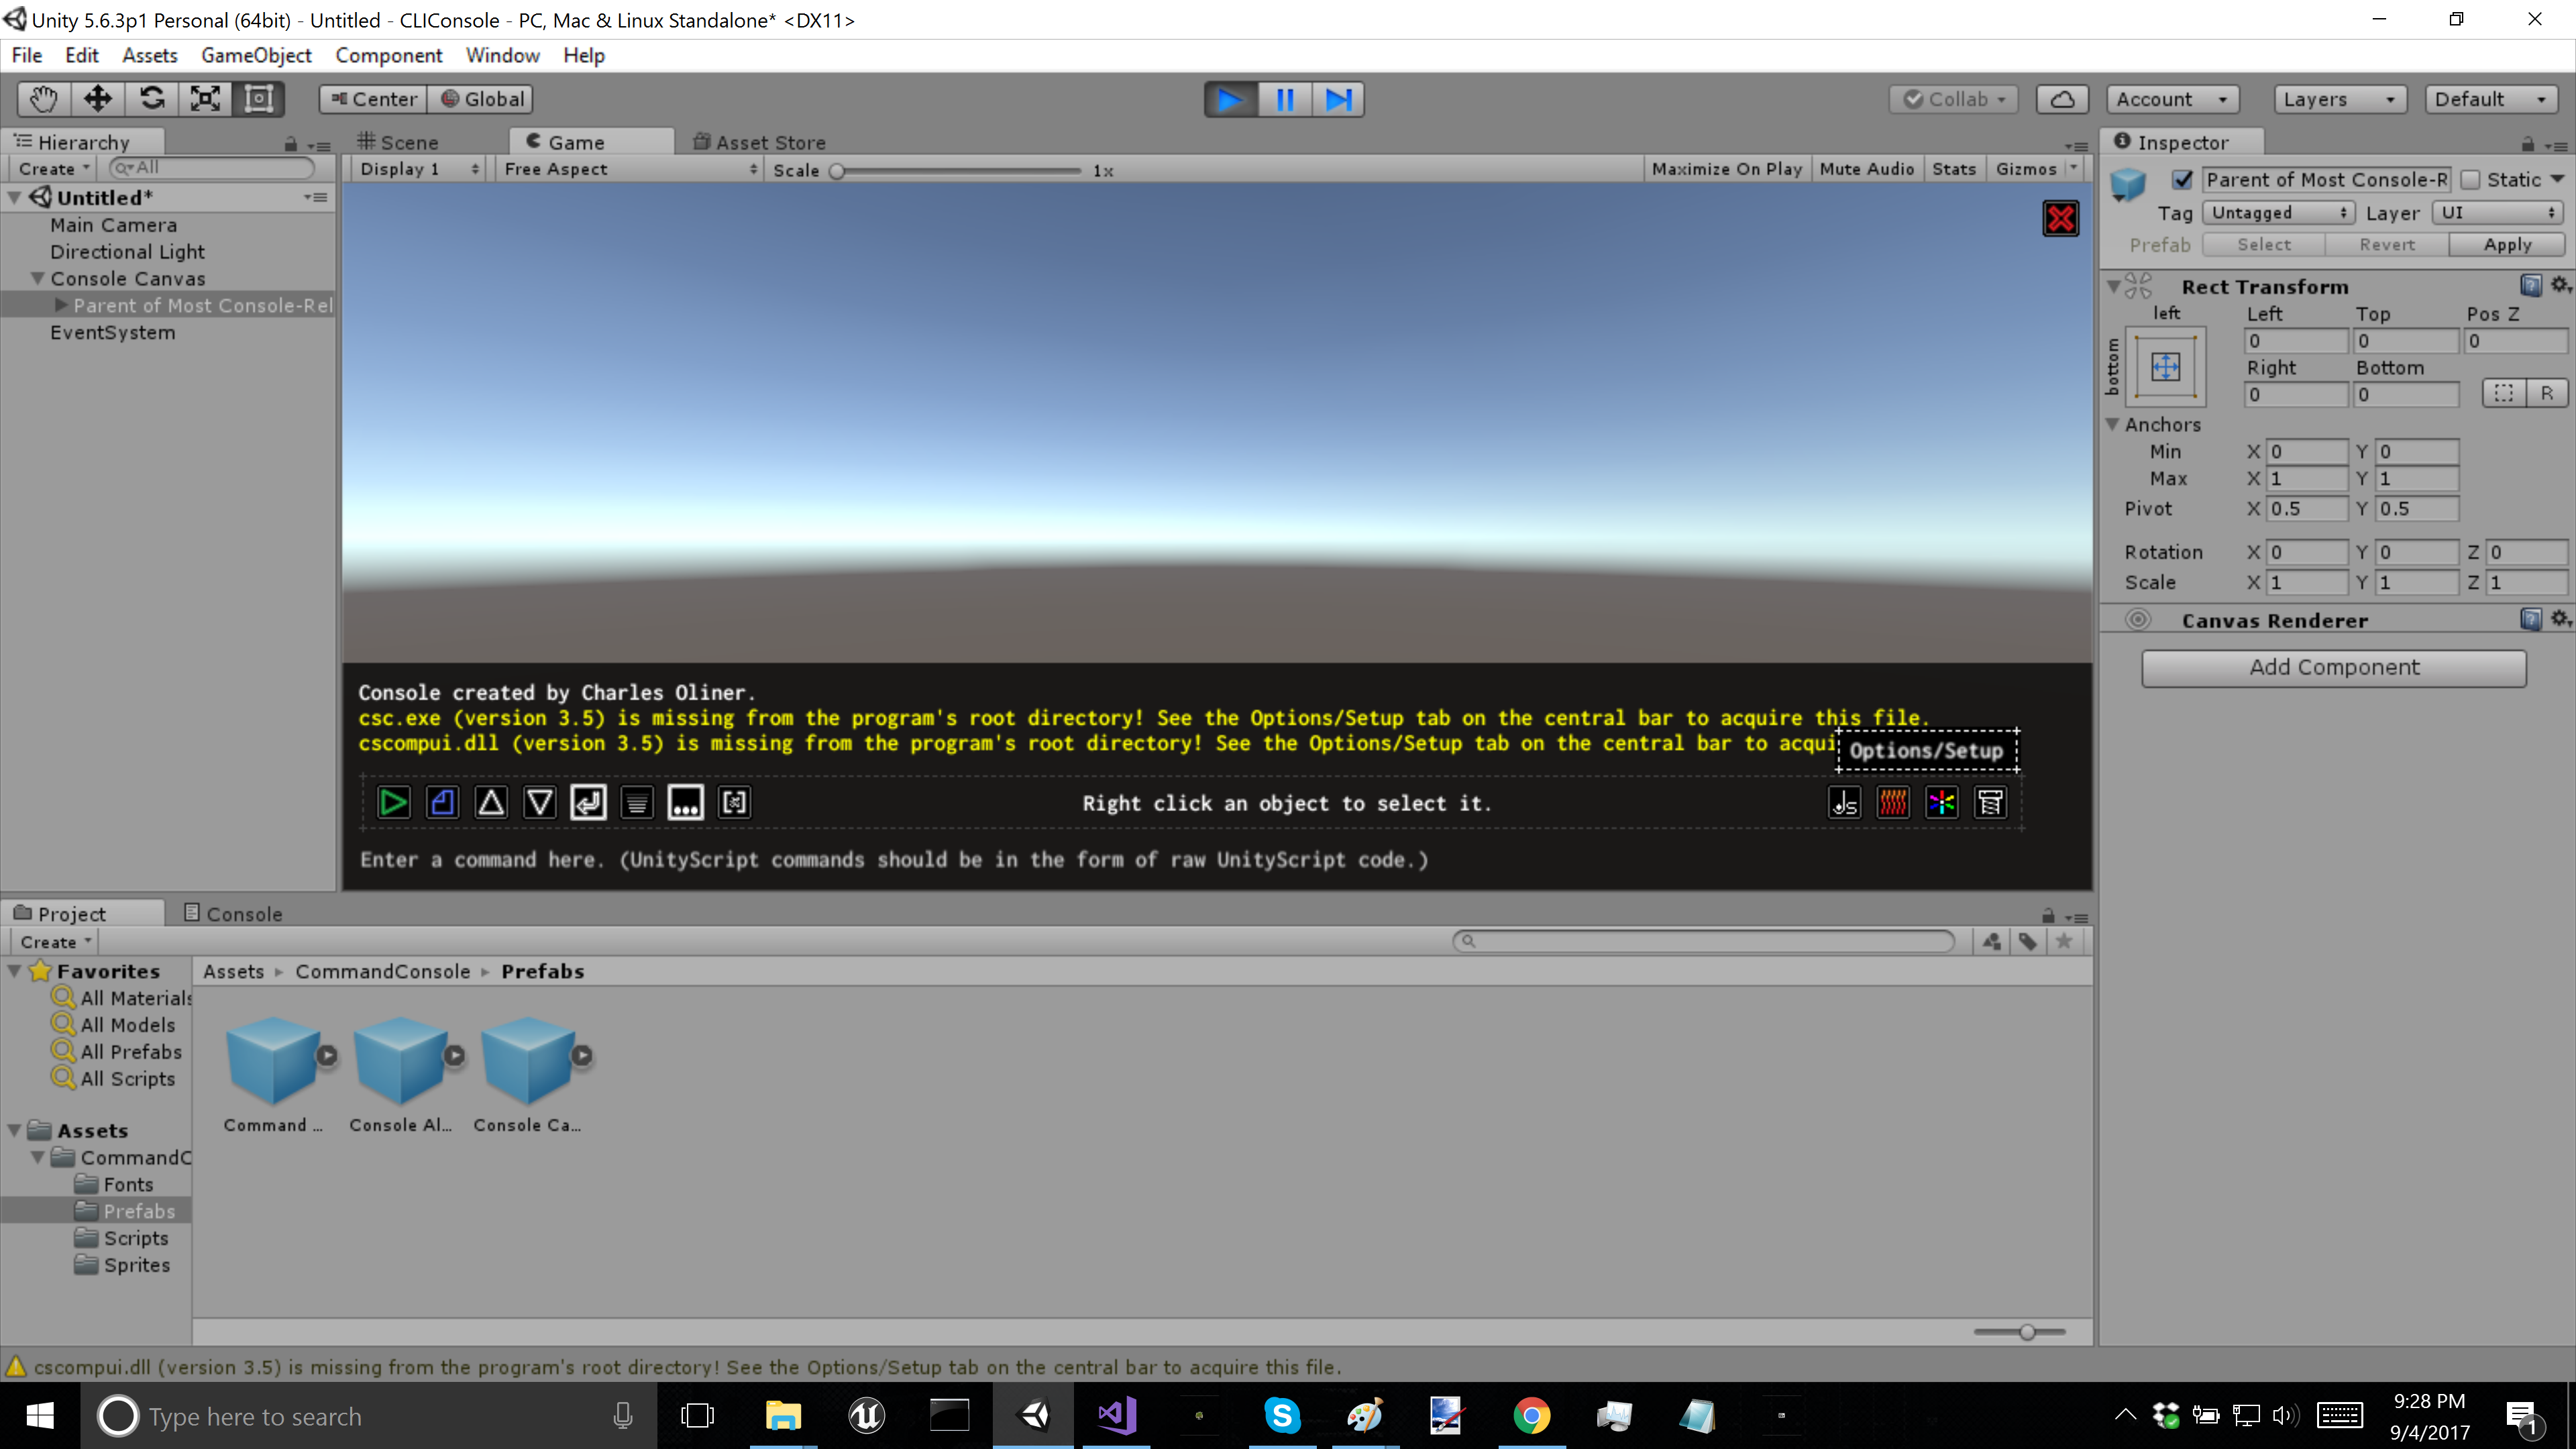 Unity 5.6.3p1 Personal (64bit) - Untitled - CLIConsole - PC, Mac & Linux Standalone* <DX11>
File Edit Assets GameObject Component Window Help
Center Global Collab Account Layers Default
Hierarchy
Create All
Untitled*
Main Camera
Directional Light
Console Canvas
Parent of Most Console-Rel
EventSystem
Scene Game Asset Store
Display 1 Free Aspect Scale 1x Maximize On Play Mute Audio Stats Gizmos
Console created by Charles Oliner.
csc.exe (version 3.5) is missing from the program's root directory! See the Options/Setup tab on the central bar to acquire this file.
cscompui.dll (version 3.5) is missing from the program's root directory! See the Options/Setup tab on the central bar to acqui
Options/Setup
Right click an object to select it.
JS
Enter a command here. (UnityScript commands should be in the form of raw UnityScript code.)
Inspector
Parent of Most Console-R Static
Tag Untagged Layer UI
Prefab Select Revert Apply
Rect Transform
left Left Top Pos Z
bottom 0 0 0
Right Bottom
0 0 R
Anchors
Min X 0 Y 0
Max X 1 Y 1
Pivot X 0.5 Y 0.5
Rotation X 0 Y 0 Z 0
Scale X 1 Y 1 Z 1
Canvas Renderer
Add Component
Project Console
Create
Favorites
All Materials
All Models
All Prefabs
All Scripts
Assets
CommandC
Fonts
Prefabs
Scripts
Sprites
Assets CommandConsole Prefabs
Command ... Console Al... Console Ca...
cscompui.dll (version 3.5) is missing from the program's root directory! See the Options/Setup tab on the central bar to acquire this file.
Type here to search
9:28 PM
9/4/2017
1